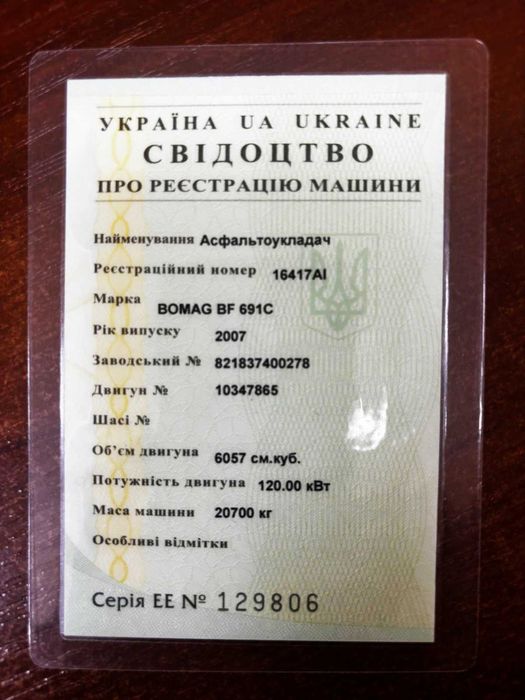 УКРАЇНА UA UKRAINE
СВІДОЦТВО
ПРО РЕЄСТРАЦІЮ МАШИНИ
Найменування Асфальтоукладач
Реєстраційний номер 16417АІ
Марка BOMAG BF 691C
Рік випуску 2007
Заводський № 821837400278
Двигун № 10347865
Шасі №
Об'єм двигуна 6057 см.куб.
Потужність двигуна 120.00 кВт
Маса машини 20700 кг
Особливі відмітки
Серія ЕЕ № 129806